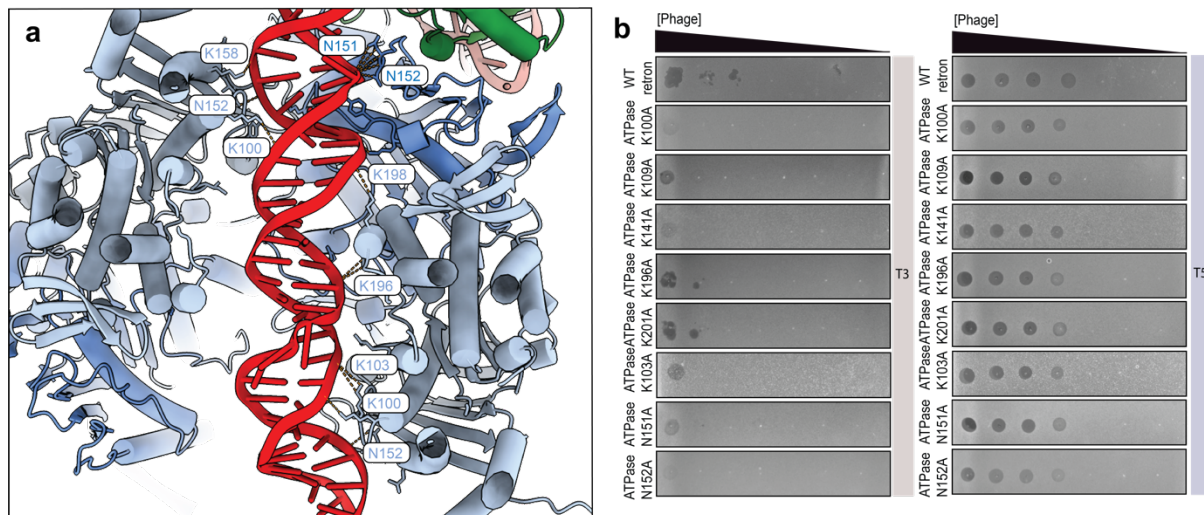 a
K158
N151
N152
N152
K100
K198
K196
K103
K100
N152
b
[Phage]
WT
retron
ATPase
K100A
ATPase
K109A
ATPase
K141A
ATPase
K196A
ATPase
K201A
ATPase
K103A
ATPase
N151A
ATPase
N152A
T3
[Phage]
WT
retron
ATPase
K100A
ATPase
K109A
ATPase
K141A
ATPase
K196A
ATPase
K201A
ATPase
K103A
ATPase
N151A
ATPase
N152A
T5